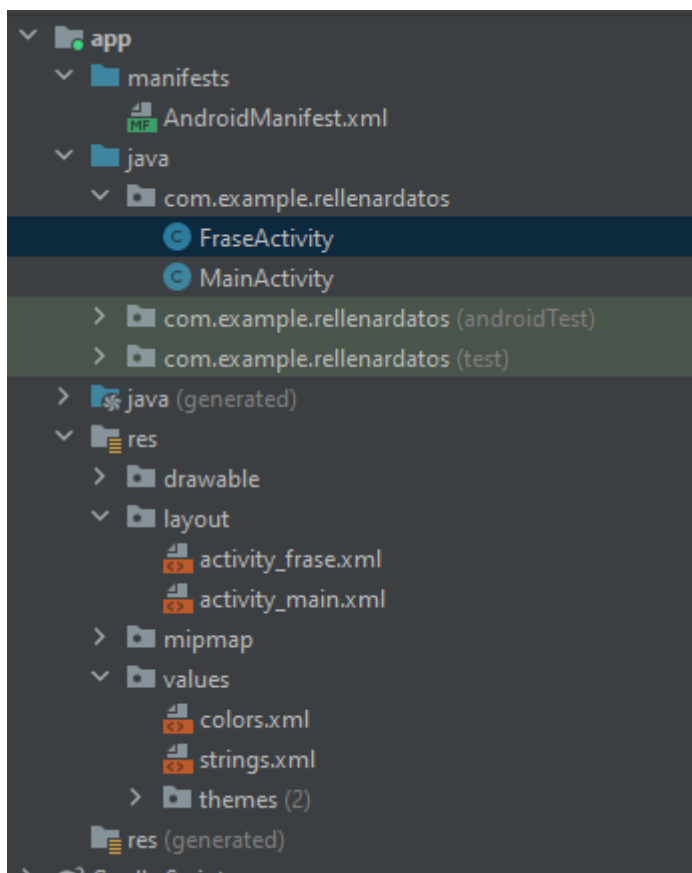 app
manifests
MF AndroidManifest.xml
java
com.example.rellenardatos
C FraseActivity
C MainActivity
com.example.rellenardatos (androidTest)
com.example.rellenardatos (test)
java (generated)
res
drawable
layout
activity_frase.xml
activity_main.xml
mipmap
values
colors.xml
strings.xml
themes (2)
res (generated)